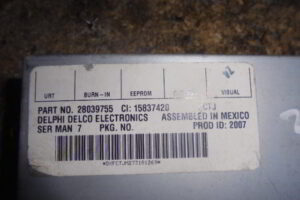 URT BURN-IN EEPROM VISUAL
PART NO. 28039755 CI: 15837420
DELPHI DELCO ELECTRONICS ASSEMBLED IN MEXICO
SER MAN 7 PKG. NO. PROD ID: 2007